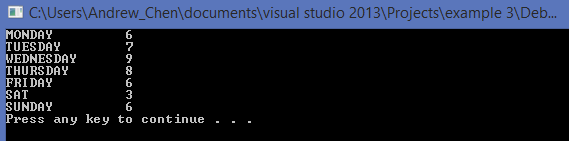 C:\Users\Andrew_Chen\documents\visual studio 2013\Projects\example 3\Deb...
MONDAY 6
TUESDAY 7
WEDNESDAY 9
THURSDAY 8
FRIDAY 6
SAT 3
SUNDAY 6
Press any key to continue . . .